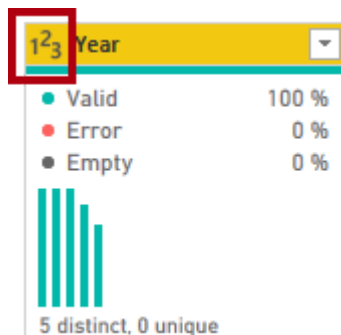 123 Year
Valid 100 %
Error 0 %
Empty 0 %
5 distinct, 0 unique